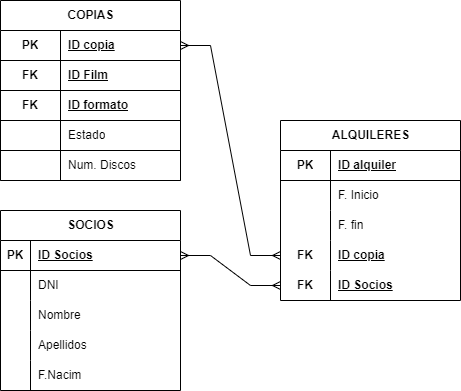 COPIAS
PK ID copia
FK ID Film
FK ID formato
Estado
Num. Discos
ALQUILERES
PK ID alquiler
F. Inicio
F. fin
FK ID copia
FK ID Socios
SOCIOS
PK ID Socios
DNI
Nombre
Apellidos
F.Nacim